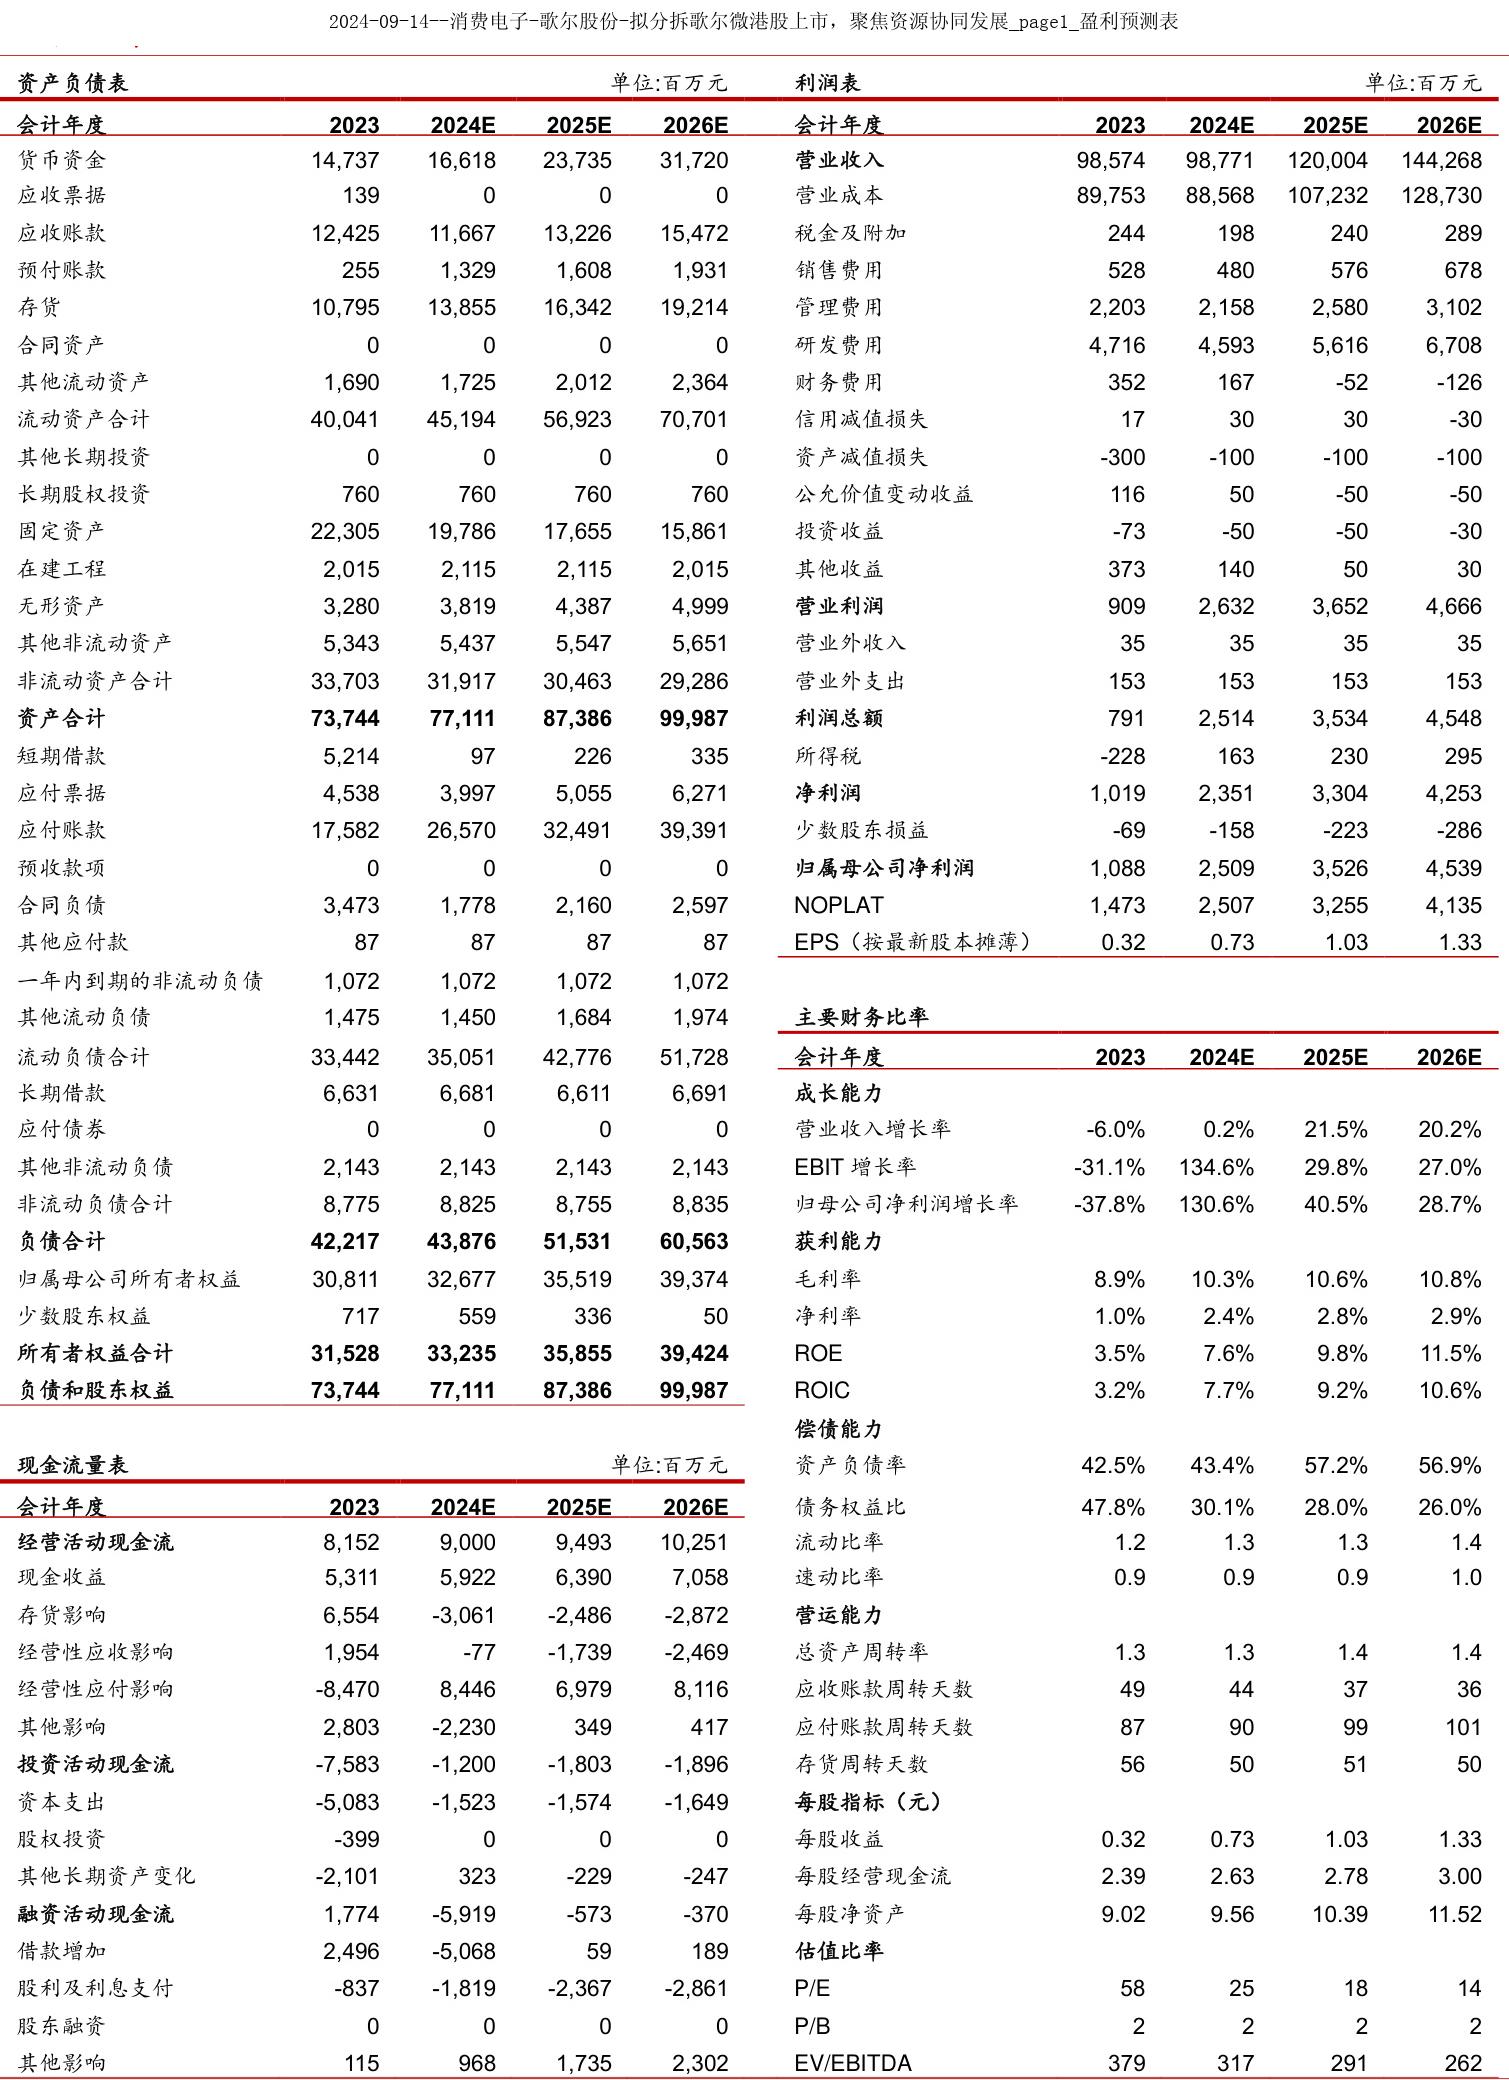 2024-09-14--消费电子-歌尔股份-拟分拆歌尔微港股上市，聚焦资源协同发展_page1_盈利预测表
资产负债表 单位:百万元
会计年度 2023 2024E 2025E 2026E
货币资金 14,737 16,618 23,735 31,720
应收票据 139 0 0 0
应收账款 12,425 11,667 13,226 15,472
预付账款 255 1,329 1,608 1,931
存货 10,795 13,855 16,342 19,214
合同资产 0 0 0 0
其他流动资产 1,690 1,725 2,012 2,364
流动资产合计 40,041 45,194 56,923 70,701
其他长期投资 0 0 0 0
长期股权投资 760 760 760 760
固定资产 22,305 19,786 17,655 15,861
在建工程 2,015 2,115 2,115 2,015
无形资产 3,280 3,819 4,387 4,999
其他非流动资产 5,343 5,437 5,547 5,651
非流动资产合计 33,703 31,917 30,463 29,286
资产合计 73,744 77,111 87,386 99,987
短期借款 5,214 97 226 335
应付票据 4,538 3,997 5,055 6,271
应付账款 17,582 26,570 32,491 39,391
预收款项 0 0 0 0
合同负债 3,473 1,778 2,160 2,597
其他应付款 87 87 87 87
一年内到期的非流动负债 1,072 1,072 1,072 1,072
其他流动负债 1,475 1,450 1,684 1,974
流动负债合计 33,442 35,051 42,776 51,728
长期借款 6,631 6,681 6,611 6,691
应付债券 0 0 0 0
其他非流动负债 2,143 2,143 2,143 2,143
非流动负债合计 8,775 8,825 8,755 8,835
负债合计 42,217 43,876 51,531 60,563
归属母公司所有者权益 30,811 32,677 35,519 39,374
少数股东权益 717 559 336 50
所有者权益合计 31,528 33,235 35,855 39,424
负债和股东权益 73,744 77,111 87,386 99,987
现金流量表 单位:百万元
会计年度 2023 2024E 2025E 2026E
经营活动现金流 8,152 9,000 9,493 10,251
现金收益 5,311 5,922 6,390 7,058
存货影响 6,554 -3,061 -2,486 -2,872
经营性应收影响 1,954 -77 -1,739 -2,469
经营性应付影响 -8,470 8,446 6,979 8,116
其他影响 2,803 -2,230 349 417
投资活动现金流 -7,583 -1,200 -1,803 -1,896
资本支出 -5,083 -1,523 -1,574 -1,649
股权投资 -399 0 0 0
其他长期资产变化 -2,101 323 -229 -247
融资活动现金流 1,774 -5,919 -573 -370
借款增加 2,496 -5,068 59 189
股利及利息支付 -837 -1,819 -2,367 -2,861
股东融资 0 0 0 0
其他影响 115 968 1,735 2,302
利润表 单位:百万元
会计年度 2023 2024E 2025E 2026E
营业收入 98,574 98,771 120,004 144,268
营业成本 89,753 88,568 107,232 128,730
税金及附加 244 198 240 289
销售费用 528 480 576 678
管理费用 2,203 2,158 2,580 3,102
研发费用 4,716 4,593 5,616 6,708
财务费用 352 167 -52 -126
信用减值损失 17 30 30 -30
资产减值损失 -300 -100 -100 -100
公允价值变动收益 116 50 -50 -50
投资收益 -73 -50 -50 -30
其他收益 373 140 50 30
营业利润 909 2,632 3,652 4,666
营业外收入 35 35 35 35
营业外支出 153 153 153 153
利润总额 791 2,514 3,534 4,548
所得税 -228 163 230 295
净利润 1,019 2,351 3,304 4,253
少数股东损益 -69 -158 -223 -286
归属母公司净利润 1,088 2,509 3,526 4,539
NOPLAT 1,473 2,507 3,255 4,135
EPS（按最新股本摊薄） 0.32 0.73 1.03 1.33
主要财务比率
会计年度 2023 2024E 2025E 2026E
成长能力
营业收入增长率 -6.0% 0.2% 21.5% 20.2%
EBIT 增长率 -31.1% 134.6% 29.8% 27.0%
归母公司净利润增长率 -37.8% 130.6% 40.5% 28.7%
获利能力
毛利率 8.9% 10.3% 10.6% 10.8%
净利率 1.0% 2.4% 2.8% 2.9%
ROE 3.5% 7.6% 9.8% 11.5%
ROIC 3.2% 7.7% 9.2% 10.6%
偿债能力
资产负债率 42.5% 43.4% 57.2% 56.9%
债务权益比 47.8% 30.1% 28.0% 26.0%
流动比率 1.2 1.3 1.3 1.4
速动比率 0.9 0.9 0.9 1.0
营运能力
总资产周转率 1.3 1.3 1.4 1.4
应收账款周转天数 49 44 37 36
应付账款周转天数 87 90 99 101
存货周转天数 56 50 51 50
每股指标（元）
每股收益 0.32 0.73 1.03 1.33
每股经营现金流 2.39 2.63 2.78 3.00
每股净资产 9.02 9.56 10.39 11.52
估值比率
P/E 58 25 18 14
P/B 2 2 2 2
EV/EBITDA 379 317 291 262